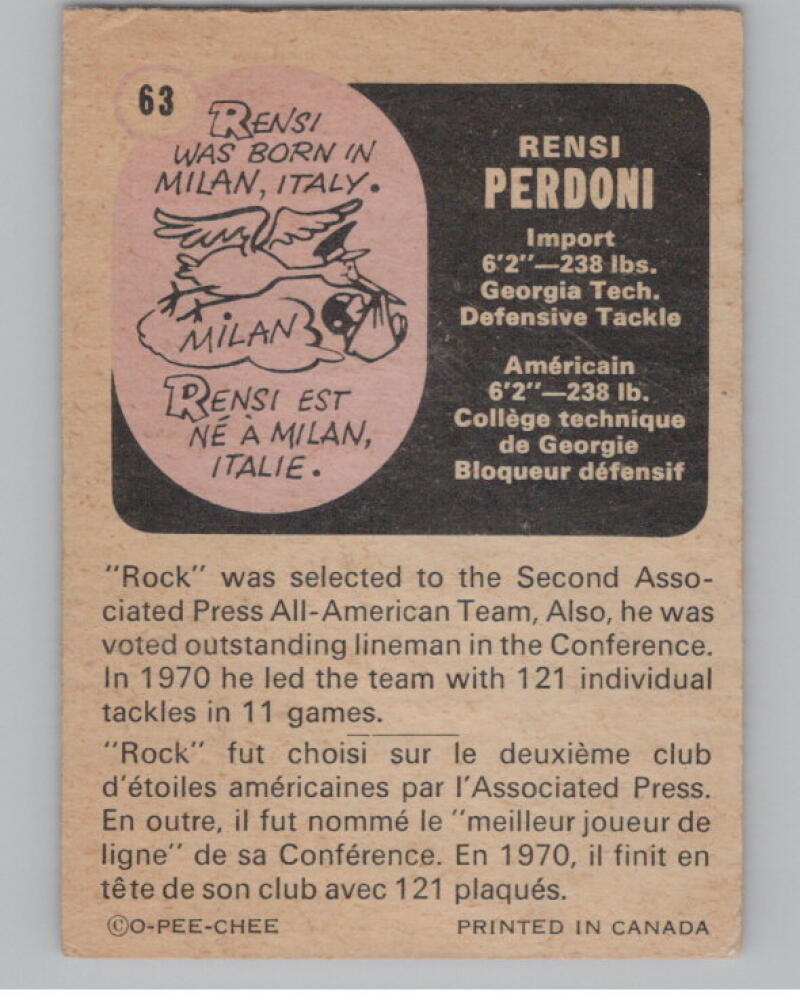 63
RENSI
WAS BORN IN
MILAN, ITALY.
MILAN
RENSI EST
NÉ À MILAN,
ITALIE.
RENSI
PERDONI
Import
6'2"—238 lbs.
Georgia Tech.
Defensive Tackle
Américain
6'2"—238 lb.
Collège technique
de Georgie
Bloqueur défensif
"Rock" was selected to the Second Asso-
ciated Press All-American Team, Also, he was
voted outstanding lineman in the Conference.
In 1970 he led the team with 121 individual
tackles in 11 games.
"Rock" fut choisi sur le deuxième club
d'étoiles américaines par l'Associated Press.
En outre, il fut nommé le "meilleur joueur de
ligne" de sa Conférence. En 1970, il finit en
tête de son club avec 121 plaqués.
©O-PEE-CHEE PRINTED IN CANADA